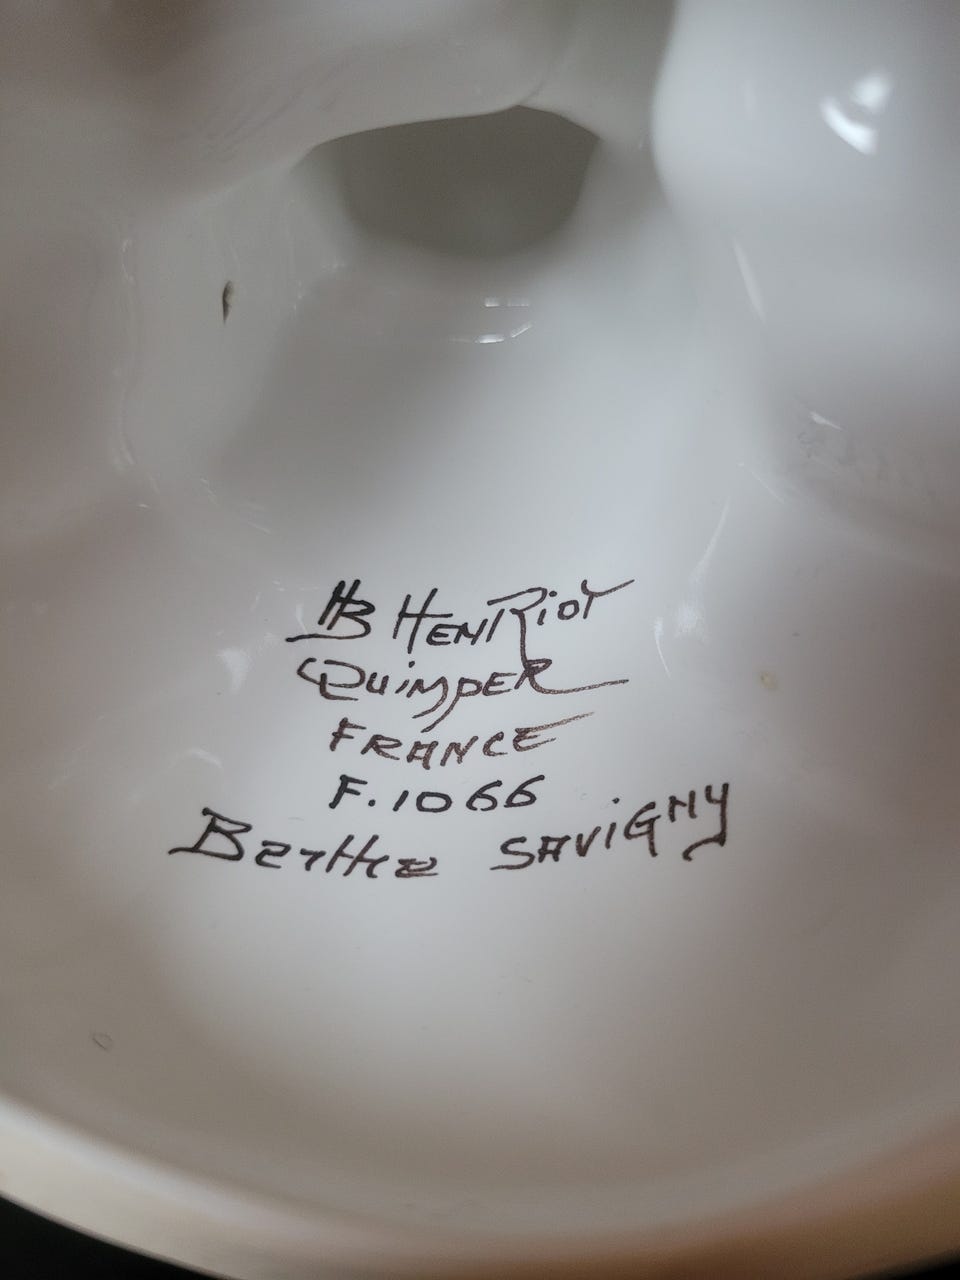 HB HENRIOT
QUIMPER
FRANCE
F.1066
Berthe SAVIGNY